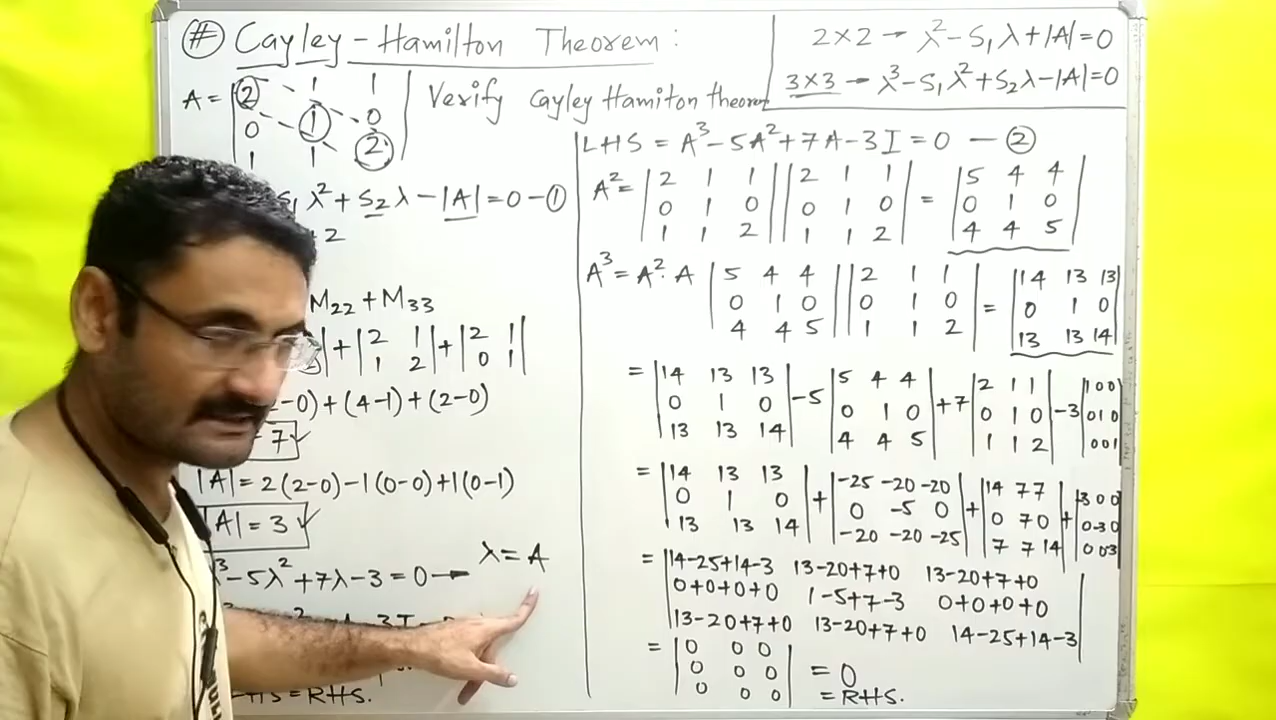 # Cayley-Hamilton Theorem:
2×2 → λ² - S₁λ + |A| = 0
3×3 → λ³ - S₁λ² + S₂λ - |A| = 0
A = | 2 1 1
0 1 0
1 1 2 |
Verify Cayley Hamiton theorem
S₁λ² + S₂λ - |A| = 0 - ①
+2
M₂₂ + M₃₃
| + |2 1| + |2 1|
2 | 1 2 | 0 1 |
-0) + (4-1) + (2-0)
= 7 ✓
|A| = 2(2-0) - 1(0-0) + 1(0-1)
|A| = 3 ✓
λ = A
λ³ - 5λ² + 7λ - 3 = 0 →
3I
LHS = RHS.
LHS = A³ - 5A² + 7A - 3I = 0 - ②
A² = |2 1 1| |2 1 1| = |5 4 4|
|0 1 0| |0 1 0| |0 1 0|
|1 1 2| |1 1 2| |4 4 5|
A³ = A². A |5 4 4| |2 1 1| = |14 13 13|
|0 1 0| |0 1 0| |0 1 0|
|4 4 5| |1 1 2| |13 13 14|
= |14 13 13| -5 |5 4 4| +7 |2 1 1| -3 |1 0 0|
|0 1 0| |0 1 0| |0 1 0| |0 1 0|
|13 13 14| |4 4 5| |1 1 2| |0 0 1|
= |14 13 13| + |-25 -20 -20| + |14 7 7| + |-3 0 0|
|0 1 0| |0 -5 0| |0 7 0| |0 -3 0|
|13 13 14| |-20 -20 -25| |7 7 14| |0 0 3|
= |14-25+14-3 13-20+7+0 13-20+7+0|
|0+0+0+0 1-5+7-3 0+0+0+0|
|13-20+7+0 13-20+7+0 14-25+14-3|
= |0 0 0|
|0 0 0| = 0
|0 0 0| = RHS.